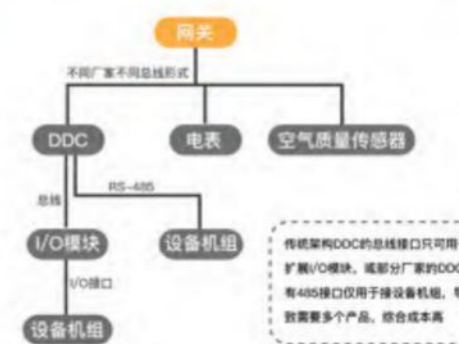 网关
不同厂家不同总线形式
DDC
电表
空气质量传感器
总线
RS-485
I/O模块
设备机组
I/O接口
设备机组
传统架构DDC的总线接口只可用
扩展I/O模块，或部分厂家的DDC
有485接口仅用于接设备机组，导
致需要多个产品，综合成本高